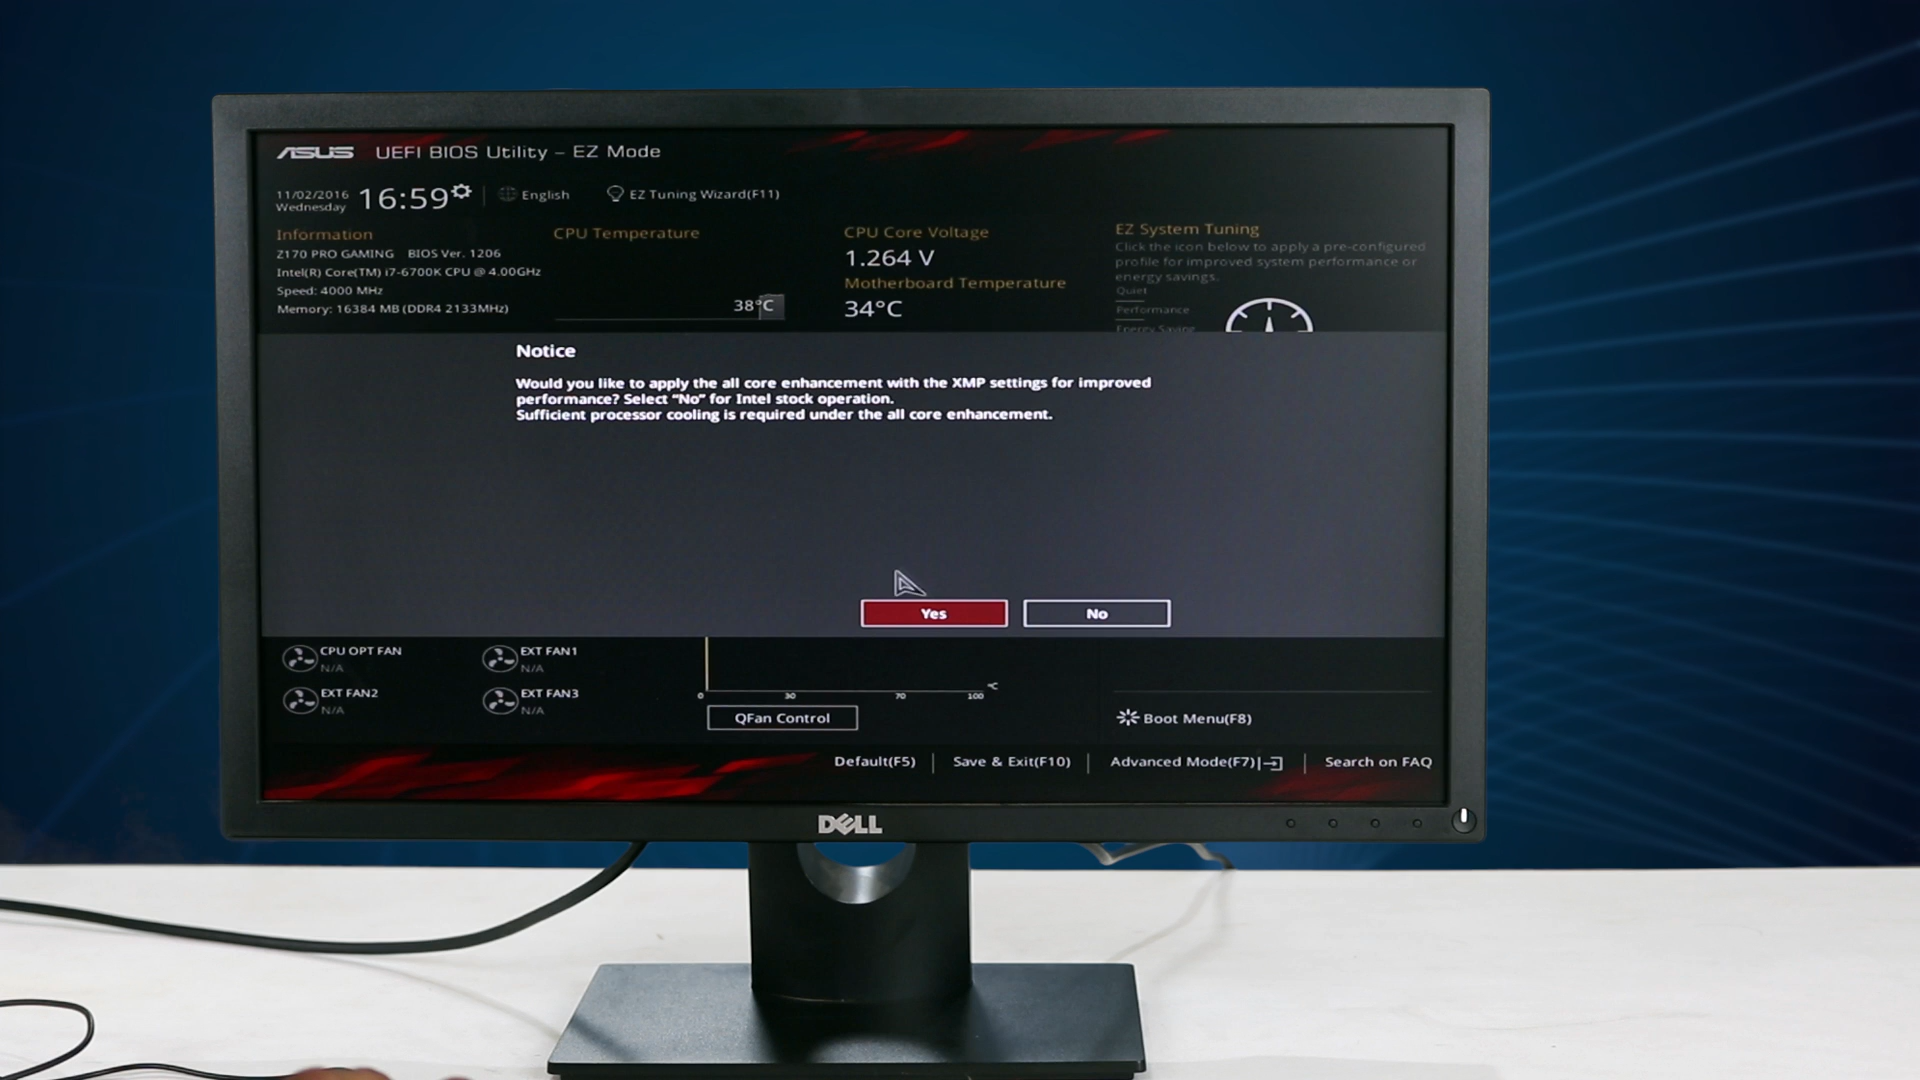 ASUS UEFI BIOS Utility – EZ Mode
11/02/2016
Wednesday
16:59
English
EZ Tuning Wizard(F11)
Information
Z170 PRO GAMING BIOS Ver. 1206
Intel(R) Core(TM) i7-6700K CPU @ 4.00GHz
Speed: 4000 MHz
Memory: 16384 MB (DDR4 2133MHz)
CPU Temperature
38°C
CPU Core Voltage
1.264 V
Motherboard Temperature
34°C
EZ System Tuning
Click the icon below to apply a pre-configured
profile for improved system performance or
energy savings.
Quiet
Performance
Energy Saving
Notice
Would you like to apply the all core enhancement with the XMP settings for improved
performance? Select “No” for Intel stock operation.
Sufficient processor cooling is required under the all core enhancement.
Yes
No
CPU OPT FAN
N/A
EXT FAN1
N/A
EXT FAN2
N/A
EXT FAN3
N/A
0 30 70 100 °C
QFan Control
Boot Menu(F8)
Default(F5)
Save & Exit(F10)
Advanced Mode(F7)
Search on FAQ
DELL